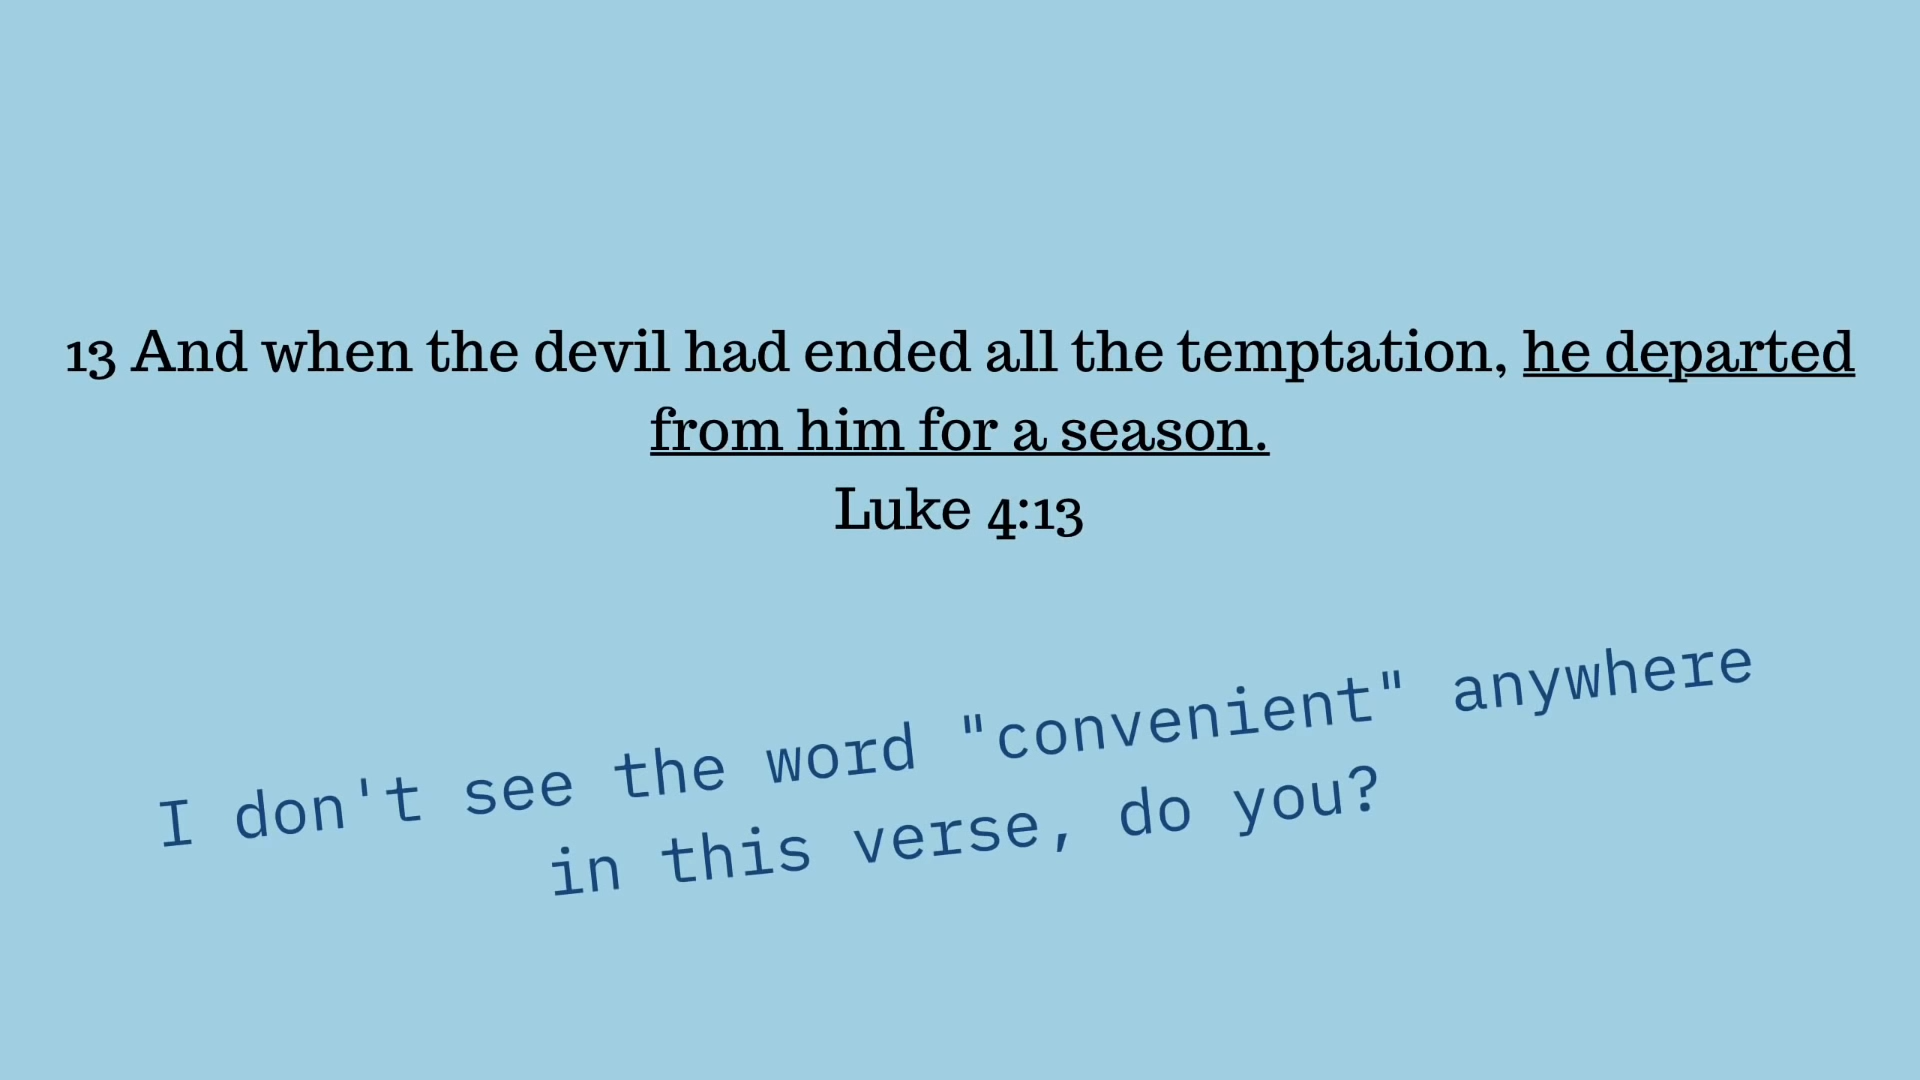 13 And when the devil had ended all the temptation, he departed
from him for a season.
Luke 4:13
I don't see the word "convenient" anywhere
in this verse, do you?